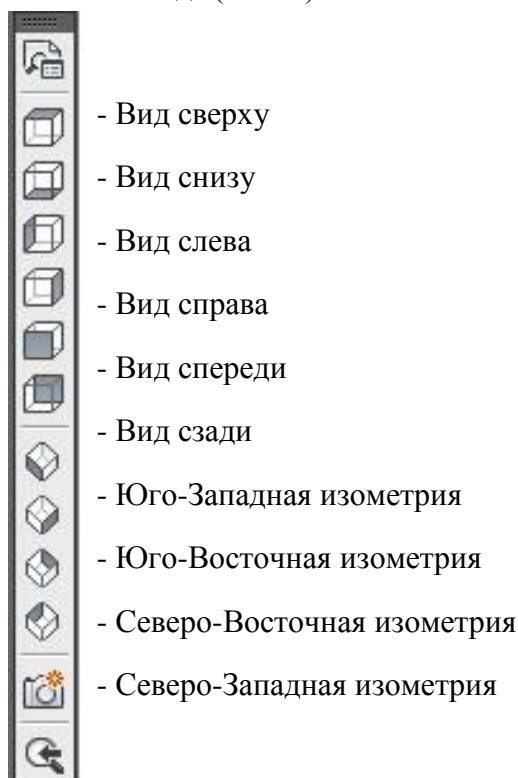 - Вид сверху
- Вид снизу
- Вид слева
- Вид справа
- Вид спереди
- Вид сзади
- Юго-Западная изометрия
- Юго-Восточная изометрия
- Северо-Восточная изометрия
- Северо-Западная изометрия